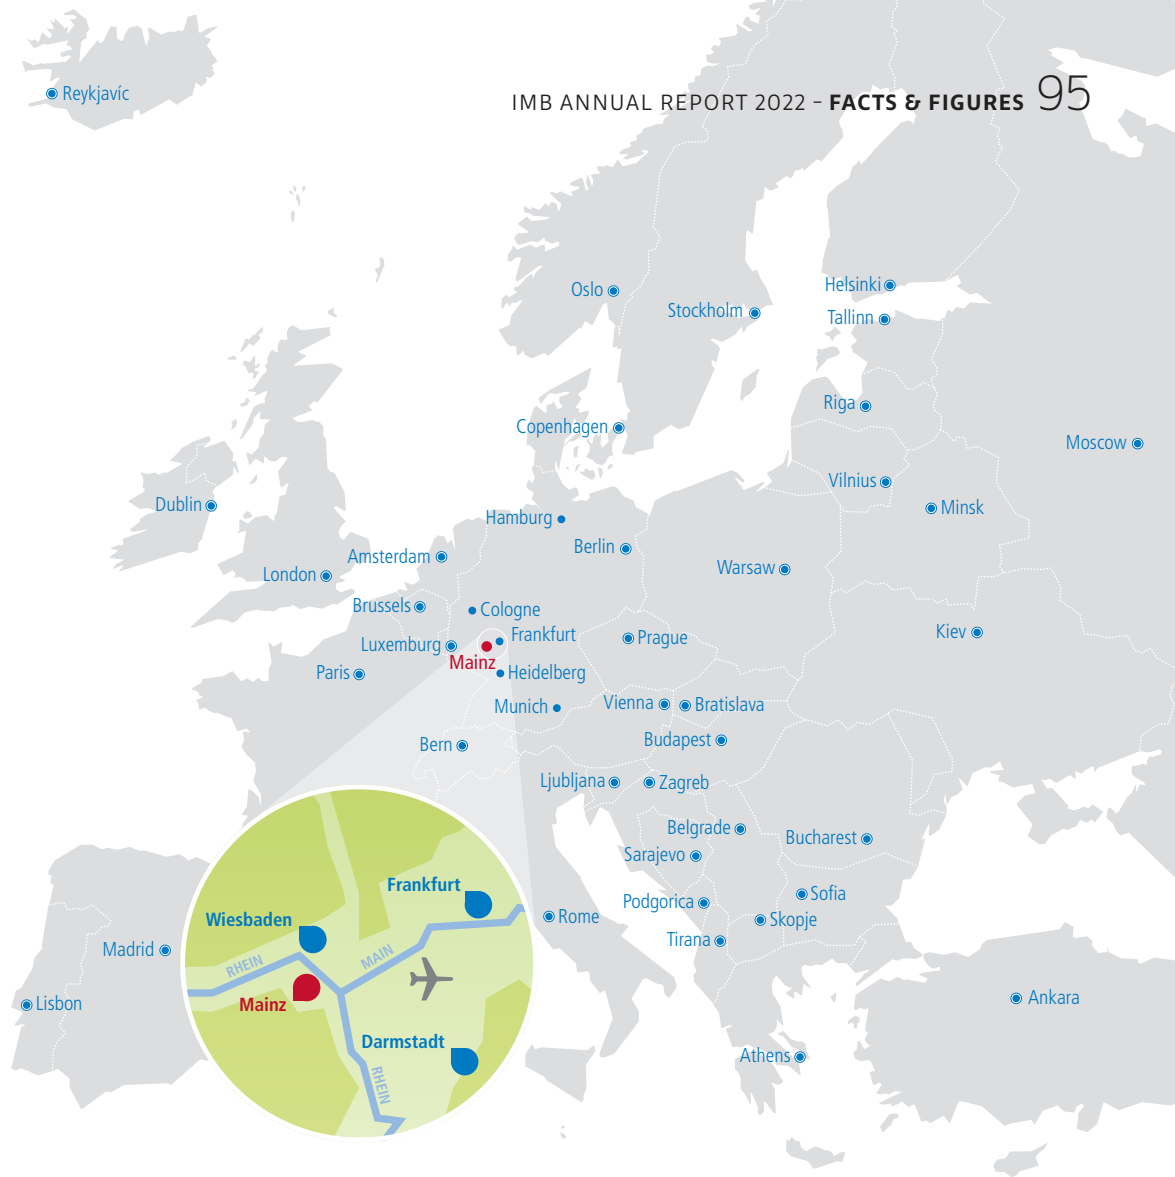 Reykjavíc
IMB ANNUAL REPORT 2022 – FACTS & FIGURES 95
Oslo
Helsinki
Stockholm
Tallinn
Riga
Copenhagen
Moscow
Vilnius
Dublin
Minsk
Hamburg
Berlin
Amsterdam
Warsaw
London
Brussels
Cologne
Kiev
Frankfurt
Prague
Luxemburg
Mainz
Paris
Heidelberg
Munich
Vienna
Bratislava
Bern
Budapest
Ljubljana
Zagreb
Belgrade
Bucharest
Sarajevo
Frankfurt
Sofia
Podgorica
Wiesbaden
Rome
Skopje
Tirana
Madrid
MAIN
RHEIN
Mainz
Lisbon
Ankara
Darmstadt
Athens
RHEIN